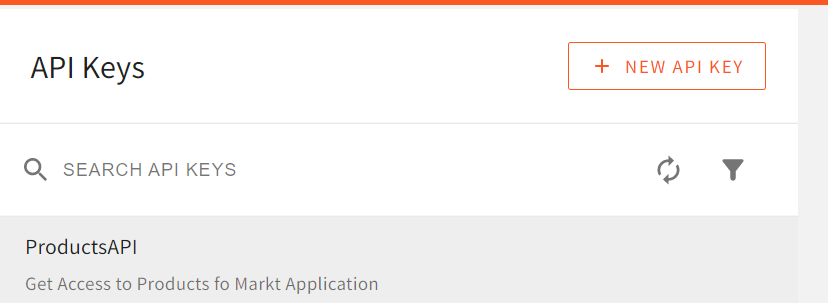 API Keys
+ NEW API KEY
SEARCH API KEYS
ProductsAPI
Get Access to Products fo Markt Application